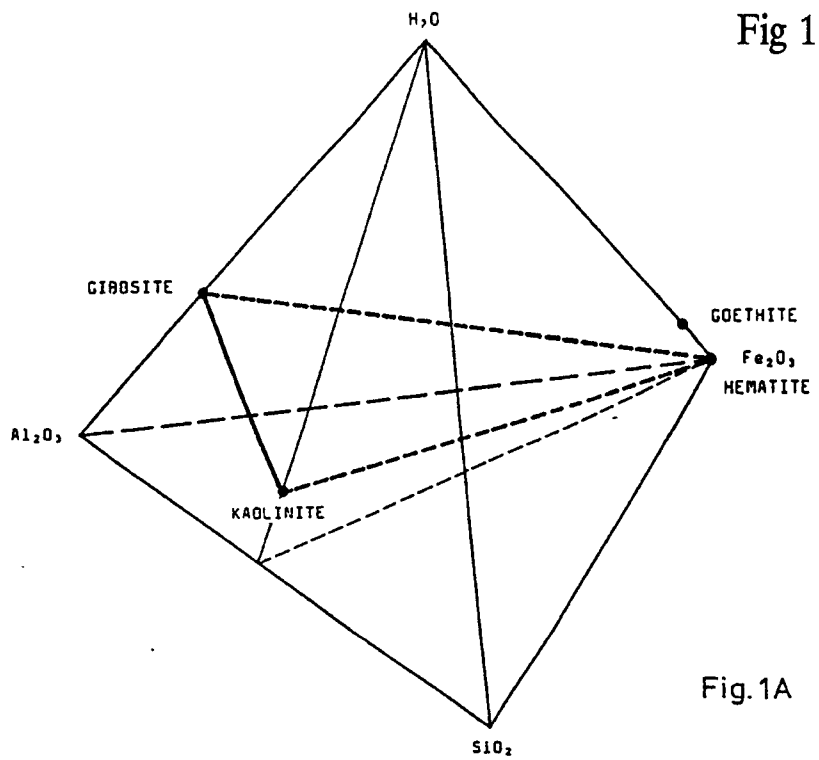 H₂O
Fig 1
GIBBSITE
GOETHITE
Fe₂O₃
HEMATITE
Al₂O₃
KAOLINITE
Fig.1A
SiO₂